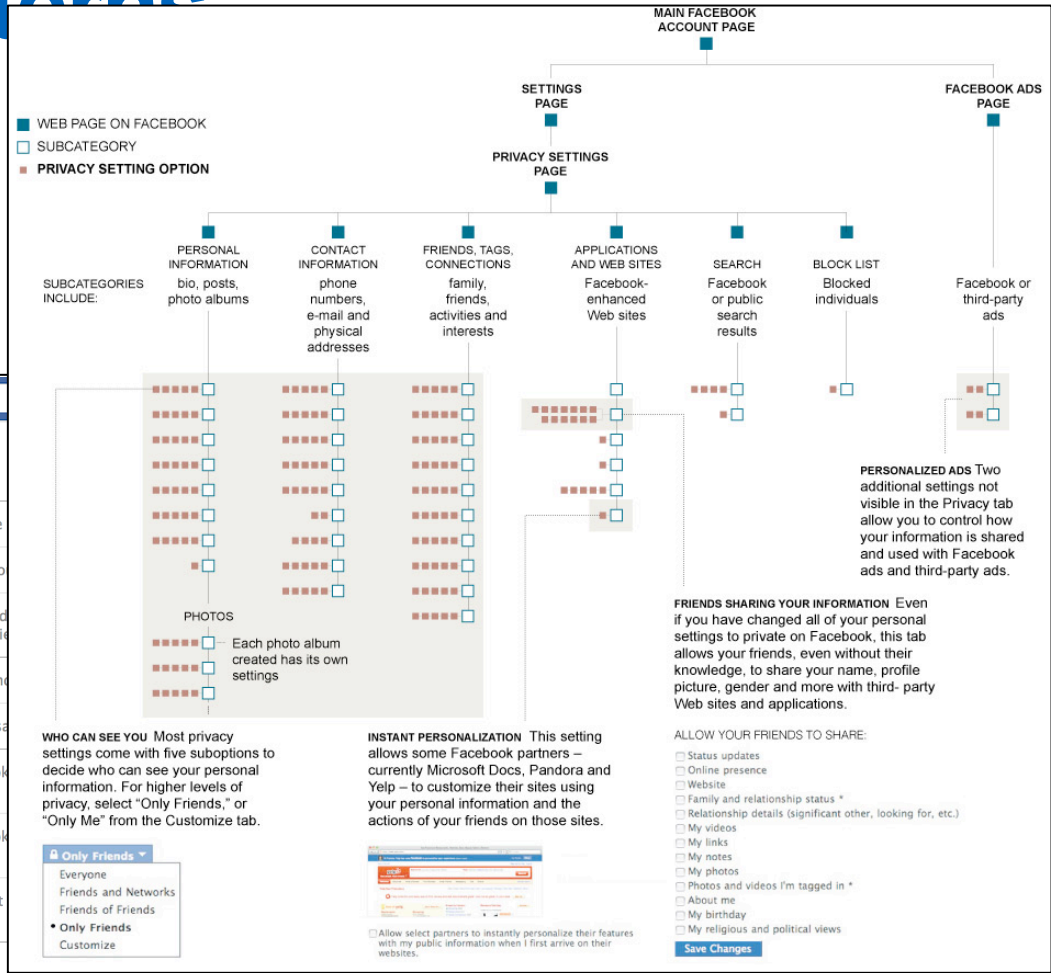 MAIN FACEBOOK
ACCOUNT PAGE
SETTINGS
PAGE
FACEBOOK ADS
PAGE
WEB PAGE ON FACEBOOK
SUBCATEGORY
PRIVACY SETTING OPTION
PRIVACY SETTINGS
PAGE
SUBCATEGORIES
INCLUDE:
PERSONAL
INFORMATION
bio, posts,
photo albums
CONTACT
INFORMATION
phone
numbers,
e-mail and
physical
addresses
FRIENDS, TAGS,
CONNECTIONS
family,
friends,
activities and
interests
APPLICATIONS
AND WEB SITES
Facebook-
enhanced
Web sites
SEARCH
Facebook
or public
search
results
BLOCK LIST
Blocked
individuals
Facebook or
third-party
ads
PHOTOS
Each photo album
created has its own
settings
PERSONALIZED ADS Two
additional settings not
visible in the Privacy tab
allow you to control how
your information is shared
and used with Facebook
ads and third-party ads.
FRIENDS SHARING YOUR INFORMATION Even
if you have changed all of your personal
settings to private on Facebook, this tab
allows your friends, even without their
knowledge, to share your name, profile
picture, gender and more with third- party
Web sites and applications.
WHO CAN SEE YOU Most privacy
settings come with five suboptions to
decide who can see your personal
information. For higher levels of
privacy, select “Only Friends,” or
“Only Me” from the Customize tab.
Only Friends
Everyone
Friends and Networks
Friends of Friends
• Only Friends
Customize
INSTANT PERSONALIZATION This setting
allows some Facebook partners –
currently Microsoft Docs, Pandora and
Yelp – to customize their sites using
your personal information and the
actions of your friends on those sites.
Allow select partners to instantly personalize their features
with my public information when I first arrive on their
websites.
ALLOW YOUR FRIENDS TO SHARE:
Status updates
Online presence
Website
Family and relationship status *
Relationship details (significant other, looking for, etc.)
My videos
My links
My notes
My photos
Photos and videos I'm tagged in *
About me
My birthday
My religious and political views
Save Changes